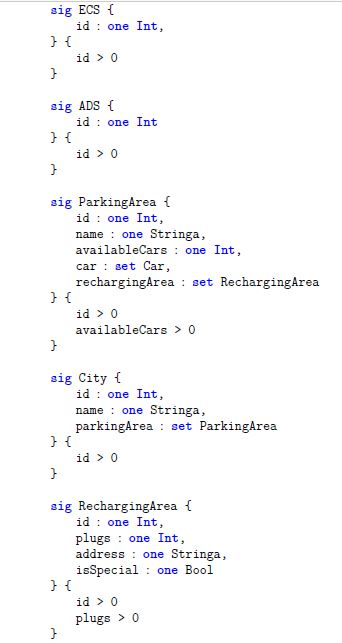 sig ECS {
id : one Int,
} {
id > 0
}
sig ADS {
id : one Int
} {
id > 0
}
sig ParkingArea {
id : one Int,
name : one Stringa,
availableCars : one Int,
car : set Car,
rechargingArea : set RechargingArea
} {
id > 0
availableCars > 0
}
sig City {
id : one Int,
name : one Stringa,
parkingArea : set ParkingArea
} {
id > 0
}
sig RechargingArea {
id : one Int,
plugs : one Int,
address : one Stringa,
isSpecial : one Bool
} {
id > 0
plugs > 0
}